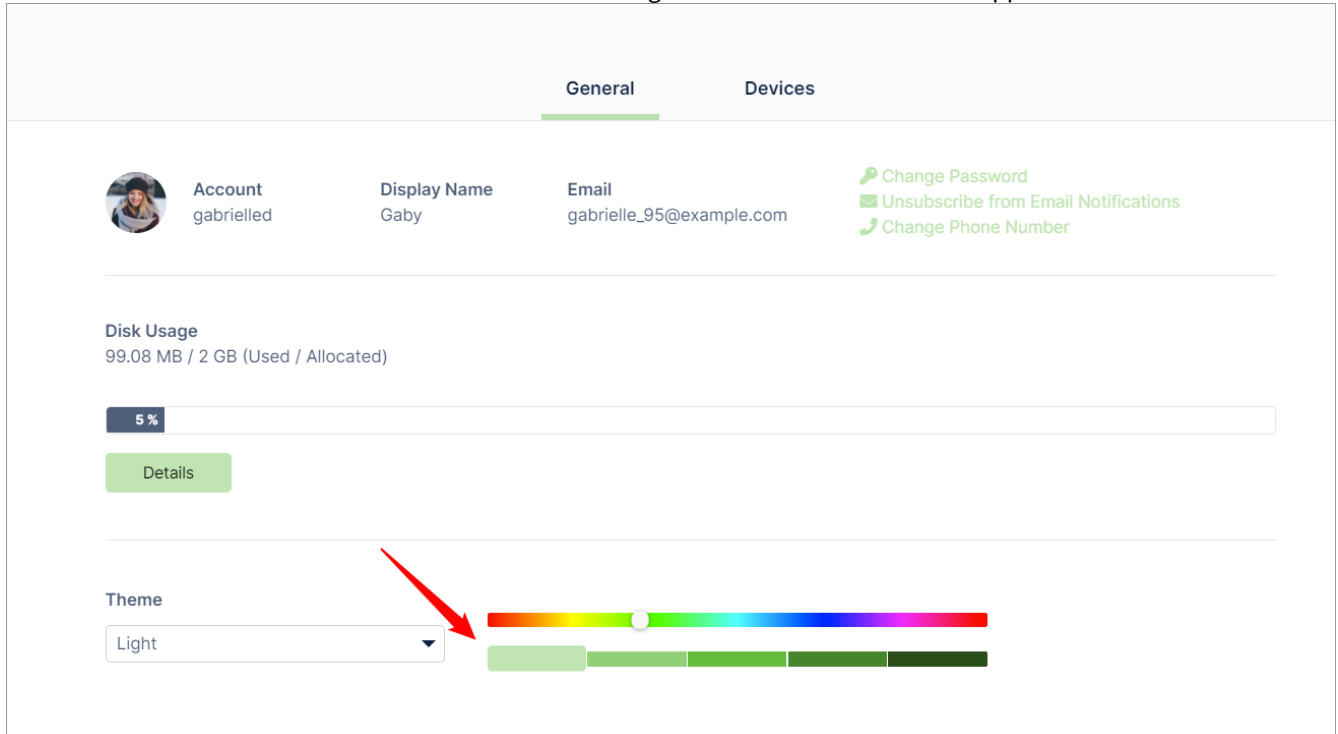 General Devices
Account Display Name Email
gabrielled Gaby gabrielle_95@example.com
Change Password
Unsubscribe from Email Notifications
Change Phone Number
Disk Usage
99.08 MB / 2 GB (Used / Allocated)
5 %
Details
Theme
Light